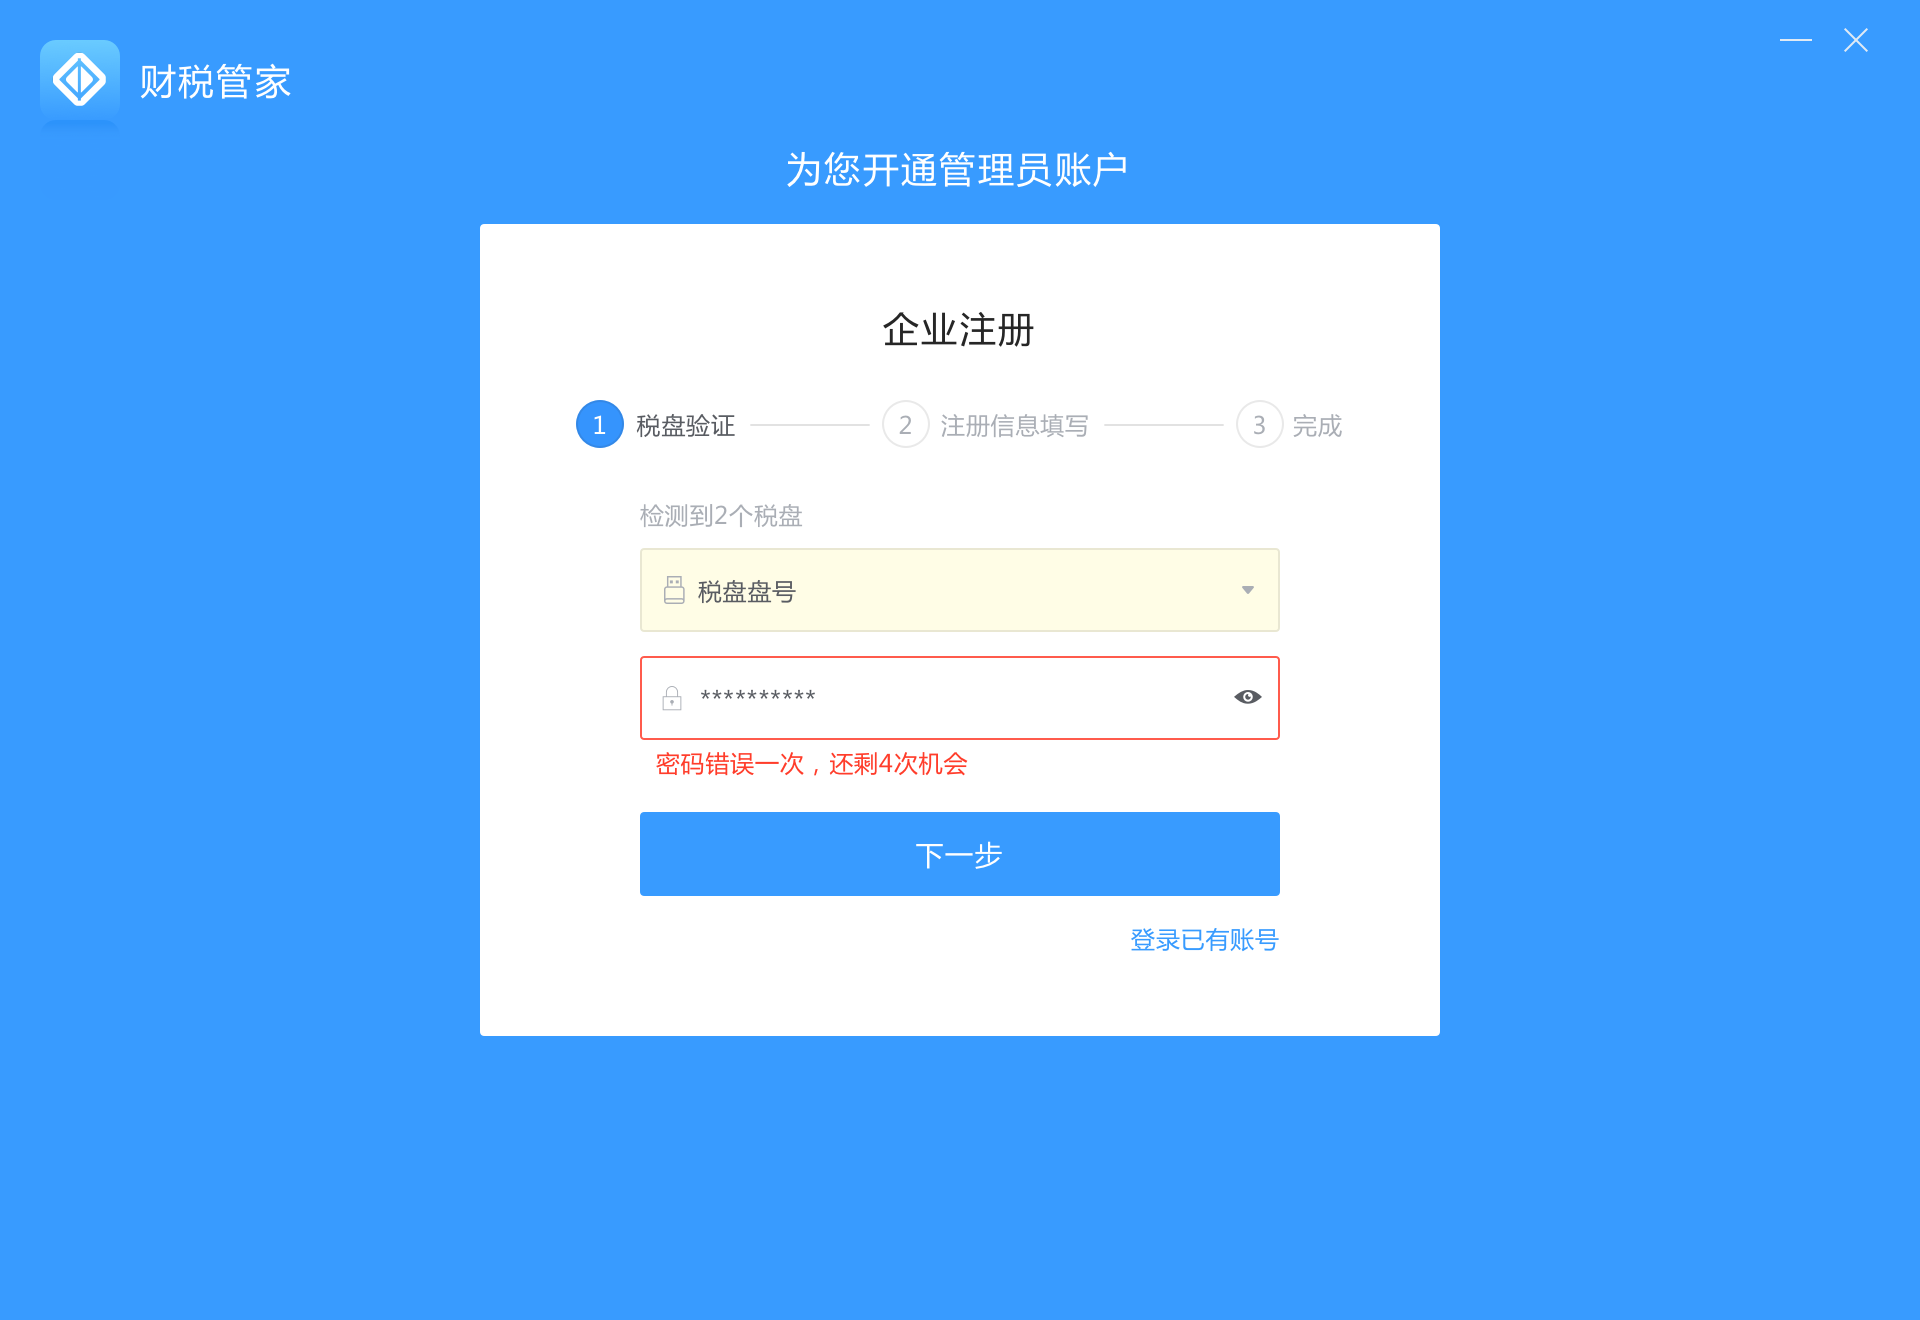 财税管家
为您开通管理员账户
企业注册
1 税盘验证 2 注册信息填写 3 完成
检测到2个税盘
税盘盘号
**********
密码错误一次，还剩4次机会
下一步
登录已有账号